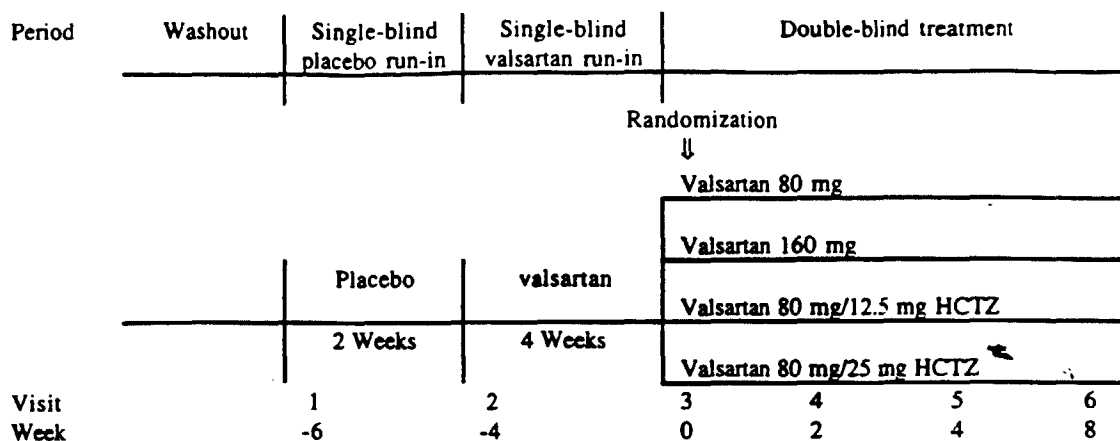 Period Washout Single-blind Single-blind Double-blind treatment
placebo run-in valsartan run-in
Randomization
⇓
Valsartan 80 mg
Valsartan 160 mg
Placebo valsartan
Valsartan 80 mg/12.5 mg HCTZ
2 Weeks 4 Weeks
Valsartan 80 mg/25 mg HCTZ
Visit 1 2 3 4 5 6
Week -6 -4 0 2 4 8